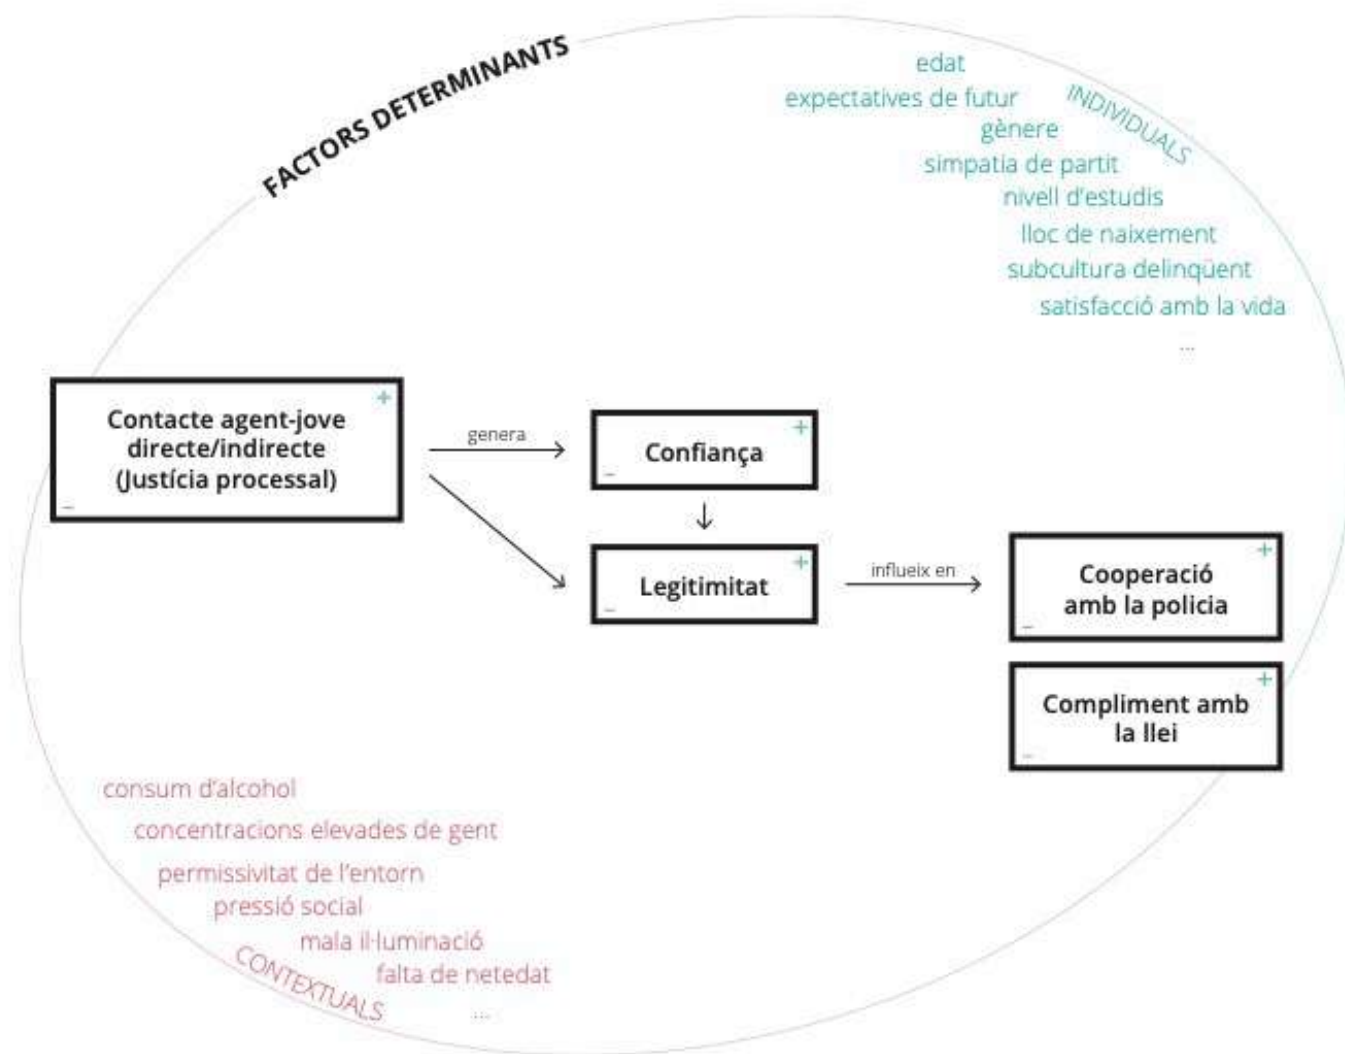 FACTORS DETERMINANTS
edat
expectatives de futur
INDIVIDUALS
gènere
simpatia de partit
nivell d'estudis
lloc de naixement
subcultura delinqüent
satisfacció amb la vida
...
+
Contacte agent-jove
directe/indirecte
(Justícia processal)
–
genera
+
Confiança
–
+
Legitimitat
–
influeix en
+
Cooperació
amb la policia
–
+
Compliment amb
la llei
–
consum d'alcohol
concentracions elevades de gent
permissivitat de l'entorn
pressió social
mala il·luminació
falta de netedat
CONTEXTUALS
...